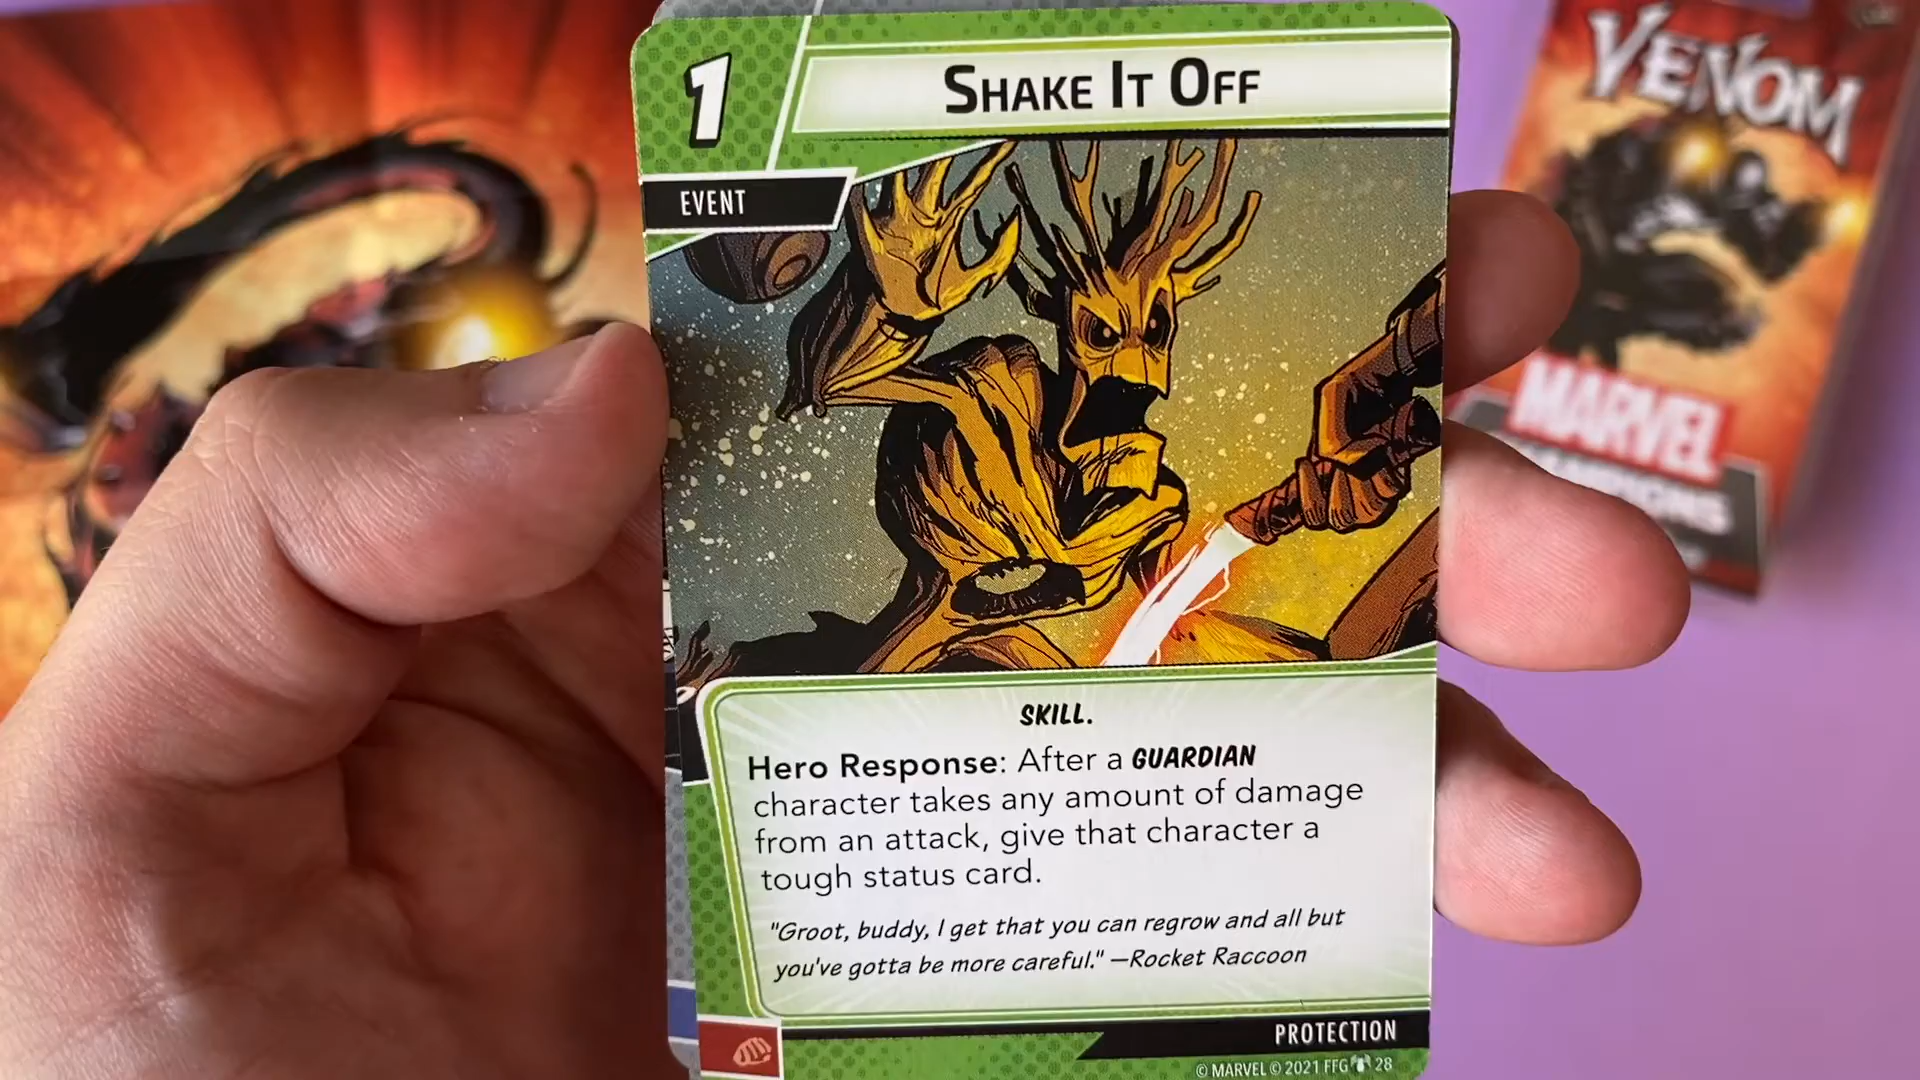 1
SHAKE IT OFF
EVENT
SKILL.
Hero Response: After a GUARDIAN
character takes any amount of damage
from an attack, give that character a
tough status card.
"Groot, buddy, I get that you can regrow and all but
you've gotta be more careful." —Rocket Raccoon
PROTECTION
© MARVEL © 2021 FFG 28
VENOM
MARVEL